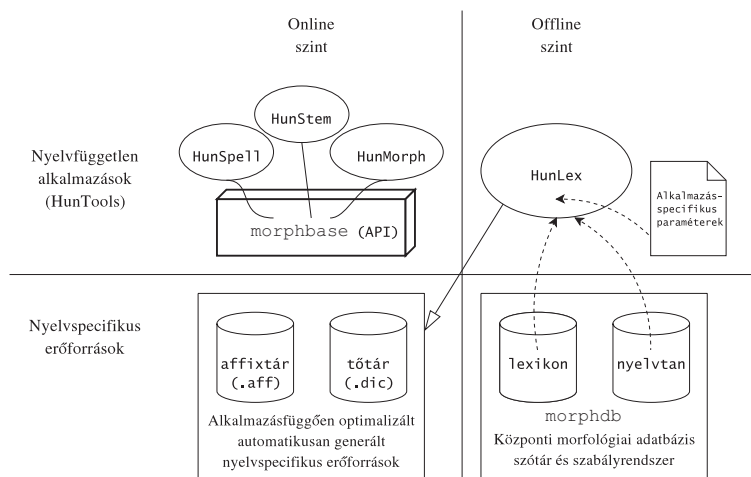 Online
szint
Offline
szint
Nyelvfüggetlen
alkalmazások
(HunTools)
HunSpell
HunStem
HunMorph
morphbase (API)
HunLex
Alkalmazás-
specifikus
paraméterek
Nyelvspecifikus
erőforrások
affixtár
(.aff)
tőtár
(.dic)
Alkalmazásfüggően optimalizált
automatikusan generált
nyelvspecifikus erőforrások
lexikon
nyelvtan
morphdb
Központi morfológiai adatbázis
szótár és szabályrendszer